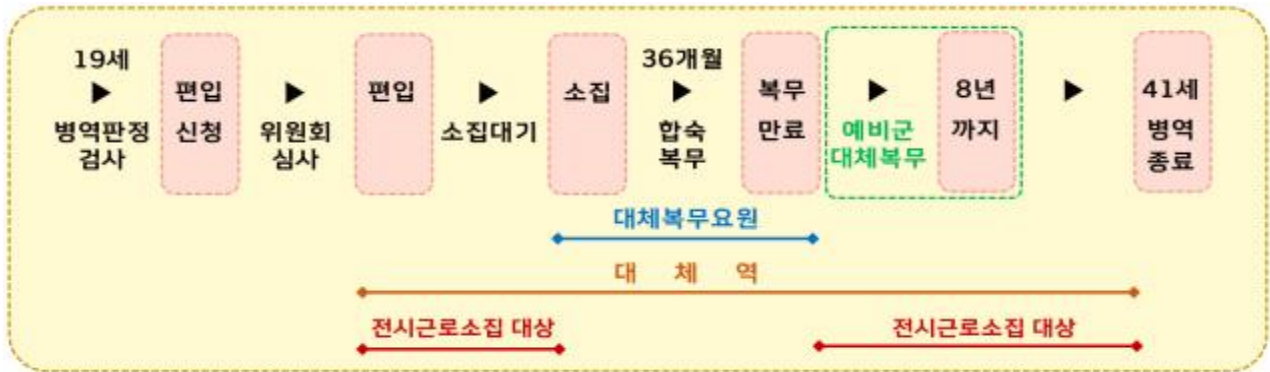 19세
▶
병역판정
검사
편입
신청
▶
위원회
심사
편입
▶
소집대기
소집
36개월
▶
합숙
복무
복무
만료
▶
예비군
대체복무
8년
까지
▶
41세
병역
종료
대체복무요원
대 체 역
전시근로소집 대상
전시근로소집 대상